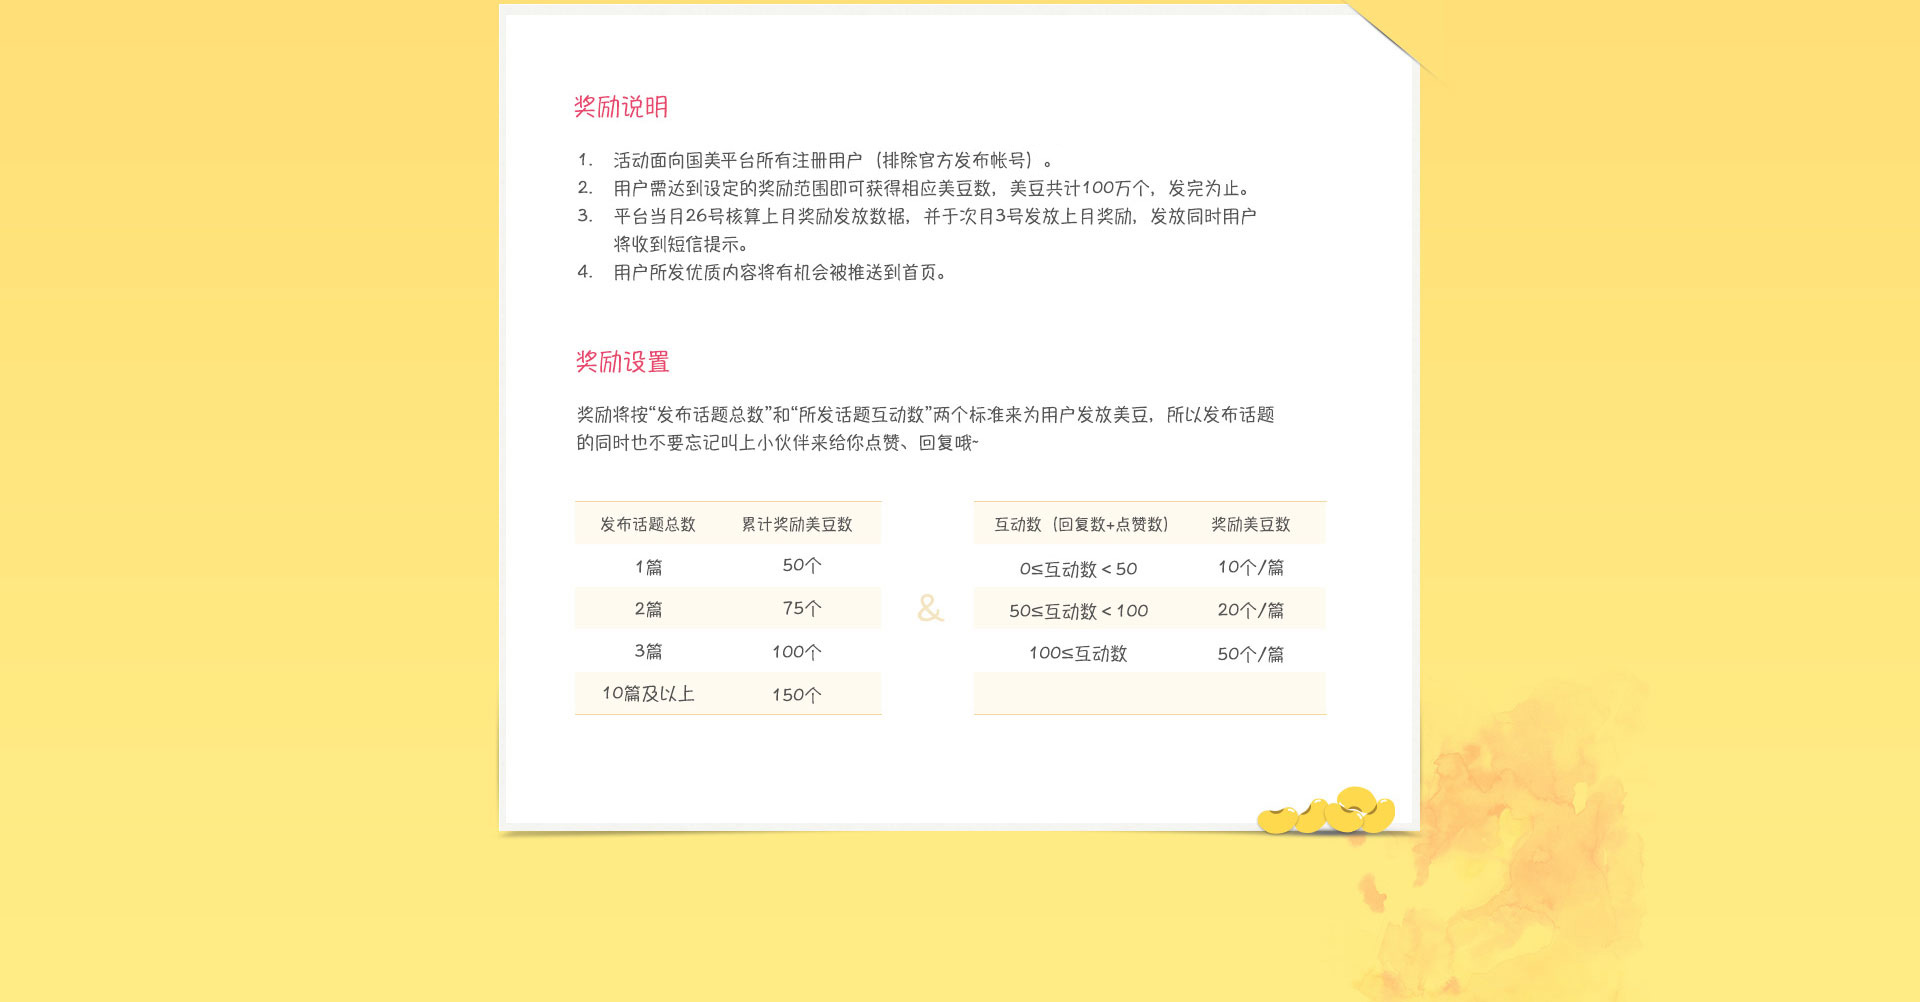 奖励说明
1. 活动面向国美平台所有注册用户（排除官方发布帐号）。
2. 用户需达到设定的奖励范围即可获得相应美豆数，美豆共计100万个，发完为止。
3. 平台当月26号核算上月奖励发放数据，并于次月3号发放上月奖励，发放同时用户
将收到短信提示。
4. 用户所发优质内容将有机会被推送到首页。
奖励设置
奖励将按“发布话题总数”和“所发话题互动数”两个标准来为用户发放美豆，所以发布话题
的同时也不要忘记叫上小伙伴来给你点赞、回复哦~
发布话题总数 累计奖励美豆数
1篇 50个
2篇 75个
3篇 100个
10篇及以上 150个
&
互动数（回复数+点赞数） 奖励美豆数
0≤互动数＜50 10个/篇
50≤互动数＜100 20个/篇
100≤互动数 50个/篇